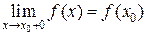 lim f(x) = f(x₀)
x→x₀+0